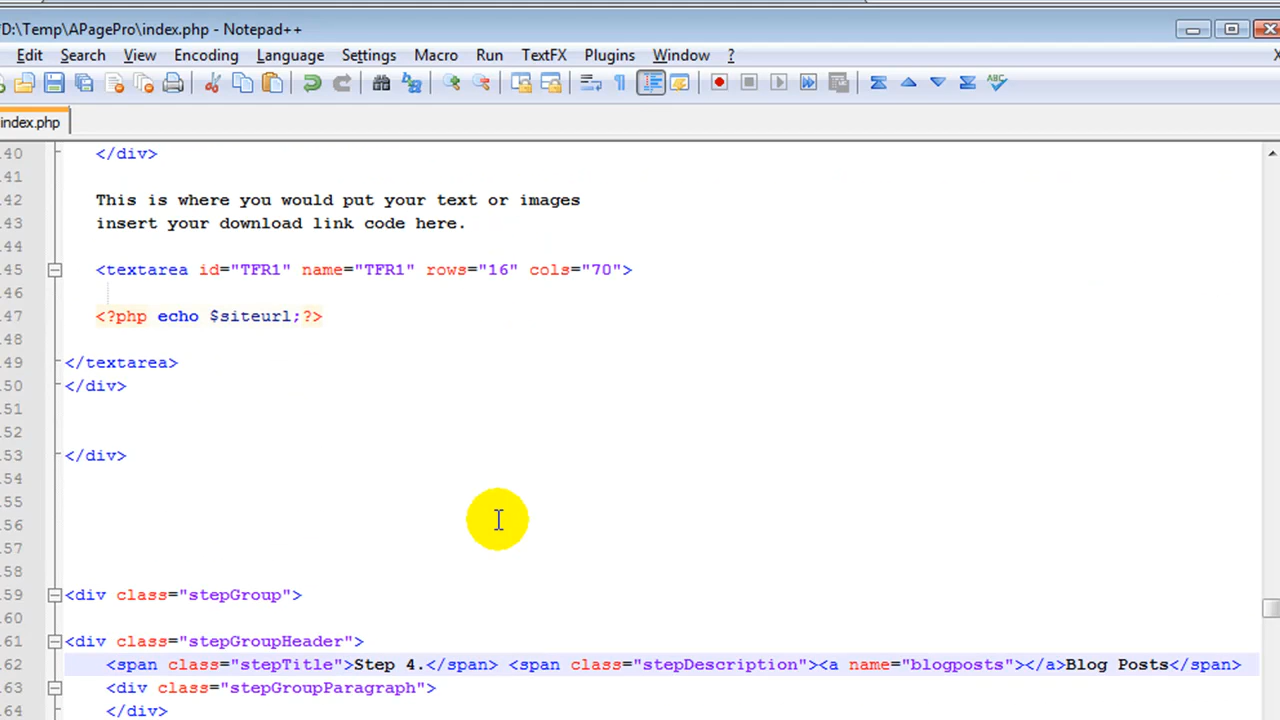 D:\Temp\APagePro\index.php - Notepad++
Edit Search View Encoding Language Settings Macro Run TextFX Plugins Window ?
index.php
40 </div>
41
42 This is where you would put your text or images
43 insert your download link code here.
44
45 <textarea id="TFR1" name="TFR1" rows="16" cols="70">
46
47 <?php echo $siteurl;?>
48
49 </textarea>
50 </div>
51
52
53 </div>
54
55
56
57
58
59 <div class="stepGroup">
60
61 <div class="stepGroupHeader">
62 <span class="stepTitle">Step 4.</span> <span class="stepDescription"><a name="blogposts"></a>Blog Posts</span>
63 <div class="stepGroupParagraph">
64 </div>